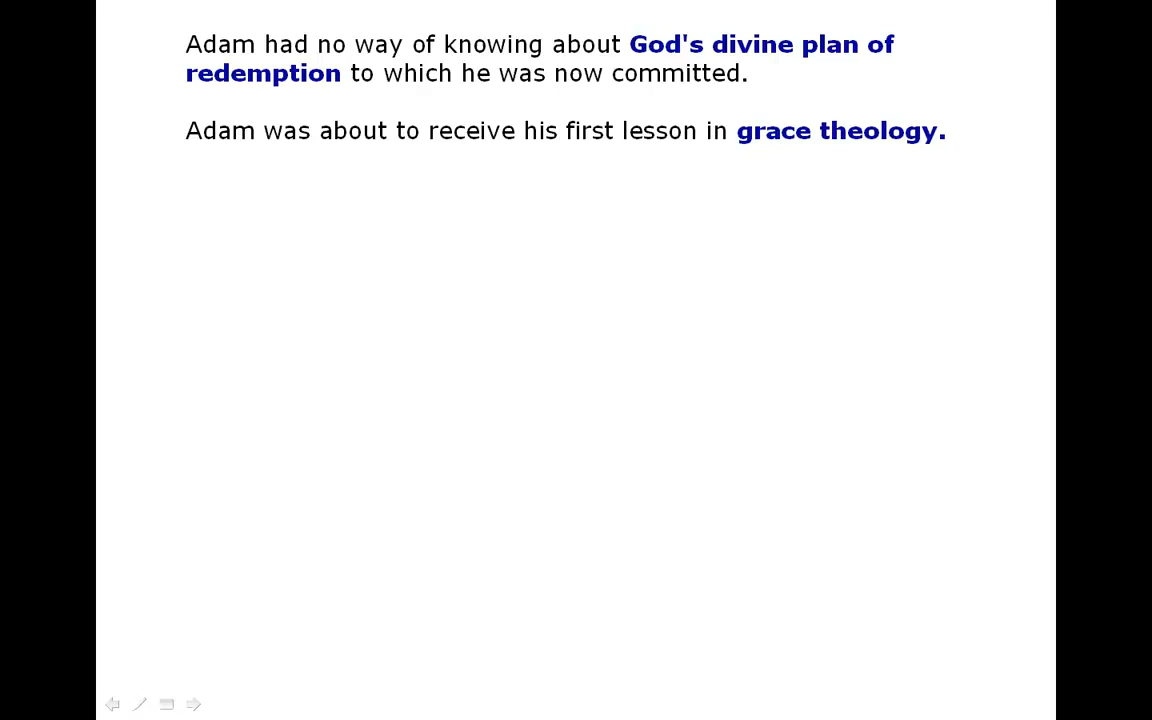 Adam had no way of knowing about God's divine plan of
redemption to which he was now committed.
Adam was about to receive his first lesson in grace theology.